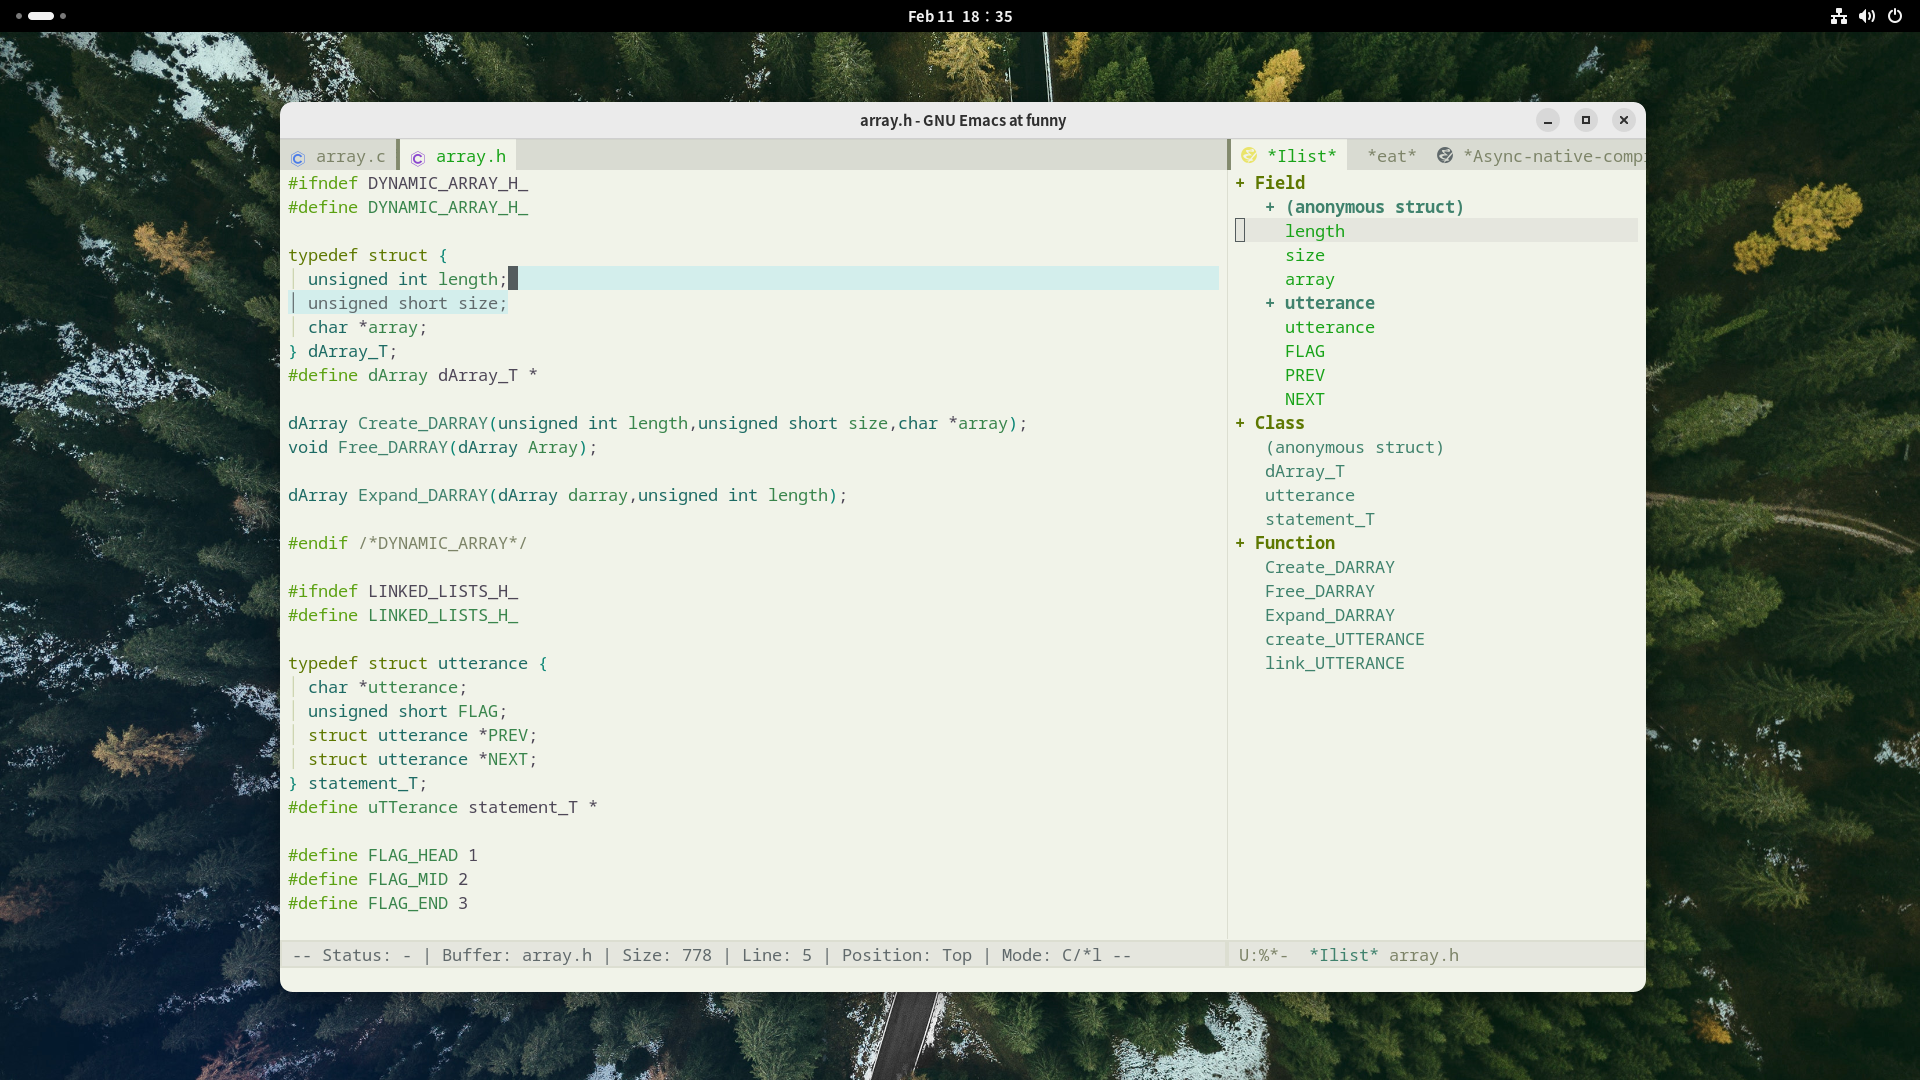 Feb 11 18：35
array.h - GNU Emacs at funny
array.c array.h
#ifndef DYNAMIC_ARRAY_H_
#define DYNAMIC_ARRAY_H_
typedef struct {
unsigned int length;
unsigned short size;
char *array;
} dArray_T;
#define dArray dArray_T *
dArray Create_DARRAY(unsigned int length,unsigned short size,char *array);
void Free_DARRAY(dArray Array);
dArray Expand_DARRAY(dArray darray,unsigned int length);
#endif /*DYNAMIC_ARRAY*/
#ifndef LINKED_LISTS_H_
#define LINKED_LISTS_H_
typedef struct utterance {
char *utterance;
unsigned short FLAG;
struct utterance *PREV;
struct utterance *NEXT;
} statement_T;
#define uTTerance statement_T *
#define FLAG_HEAD 1
#define FLAG_MID 2
#define FLAG_END 3
-- Status: - | Buffer: array.h | Size: 778 | Line: 5 | Position: Top | Mode: C/*l --
*Ilist* *eat* *Async-native-comp
+ Field
+ (anonymous struct)
length
size
array
+ utterance
utterance
FLAG
PREV
NEXT
+ Class
(anonymous struct)
dArray_T
utterance
statement_T
+ Function
Create_DARRAY
Free_DARRAY
Expand_DARRAY
create_UTTERANCE
link_UTTERANCE
U:%*- *Ilist* array.h